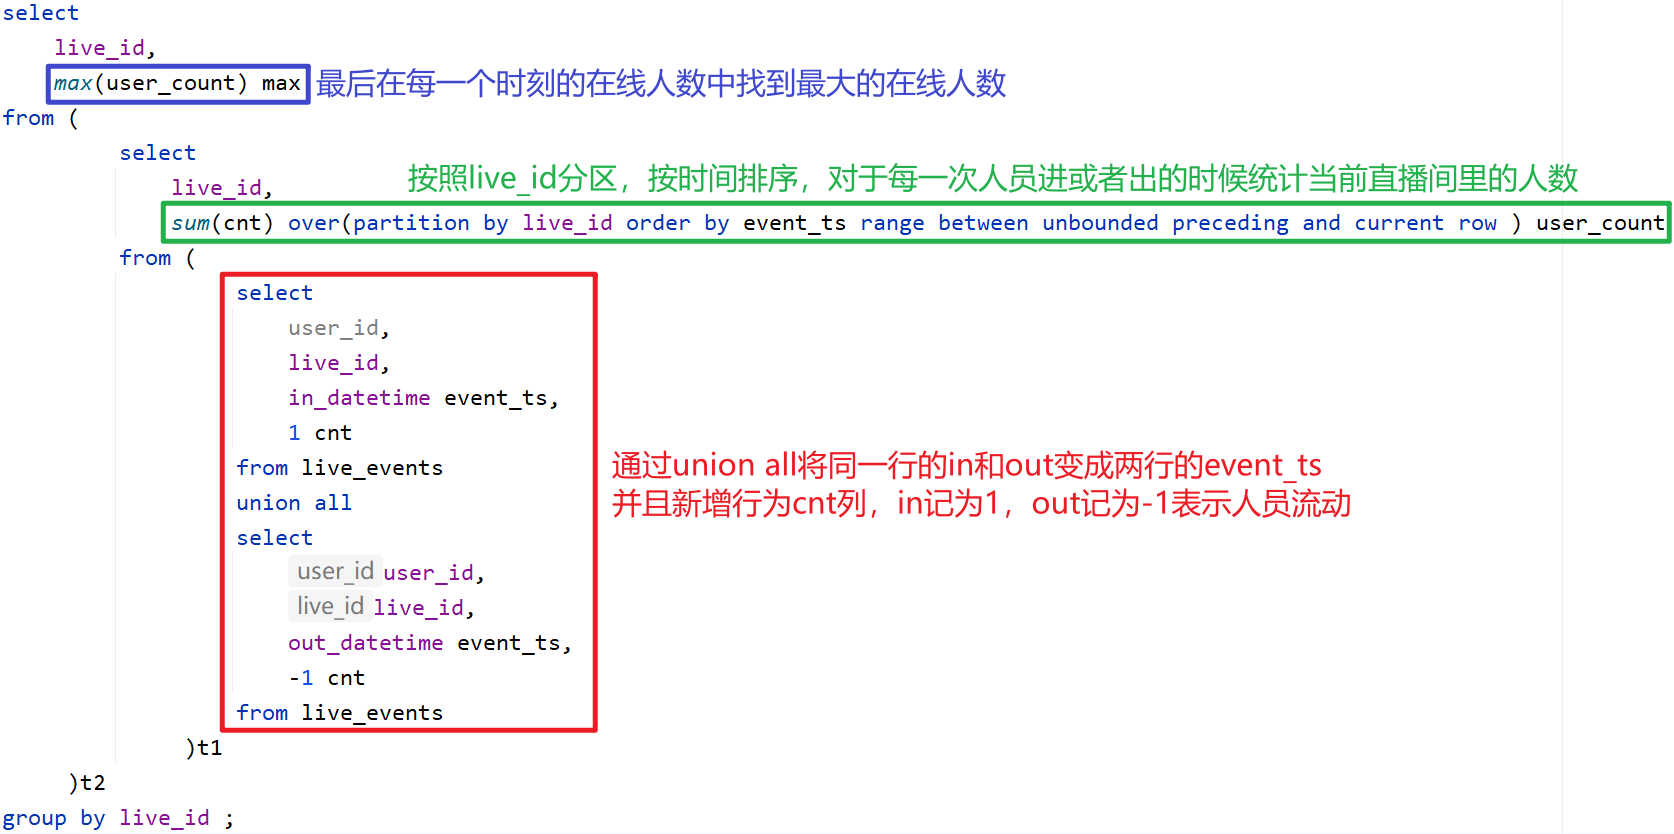 select
live_id,
max(user_count) max 最后在每一个时刻的在线人数中找到最大的在线人数
from (
select
按照live_id分区，按时间排序，对于每一次人员进或者出的时候统计当前直播间里的人数
live_id,
sum(cnt) over(partition by live_id order by event_ts range between unbounded preceding and current row ) user_count
from (
select
user_id,
live_id,
in_datetime event_ts,
1 cnt
from live_events
通过union all将同一行的in和out变成两行的event_ts
union all
并且新增行为cnt列，in记为1，out记为-1表示人员流动
select
user_id user_id,
live_id live_id,
out_datetime event_ts,
-1 cnt
from live_events
)t1
)t2
group by live_id ;